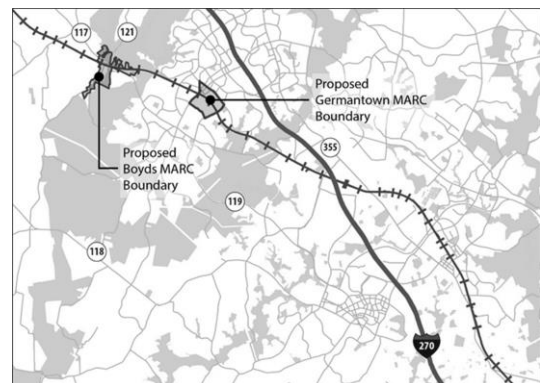 117
121
Proposed
Germantown MARC
Boundary
Proposed
Boyds MARC
Boundary
355
119
118
270